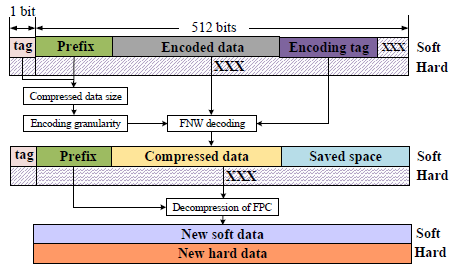 1 bit
512 bits
tag Prefix Encoded data Encoding tag XXX Soft
XXX Hard
Compressed data size
Encoding granularity FNW decoding
tag Prefix Compressed data Saved space Soft
XXX Hard
Decompression of FPC
New soft data Soft
New hard data Hard